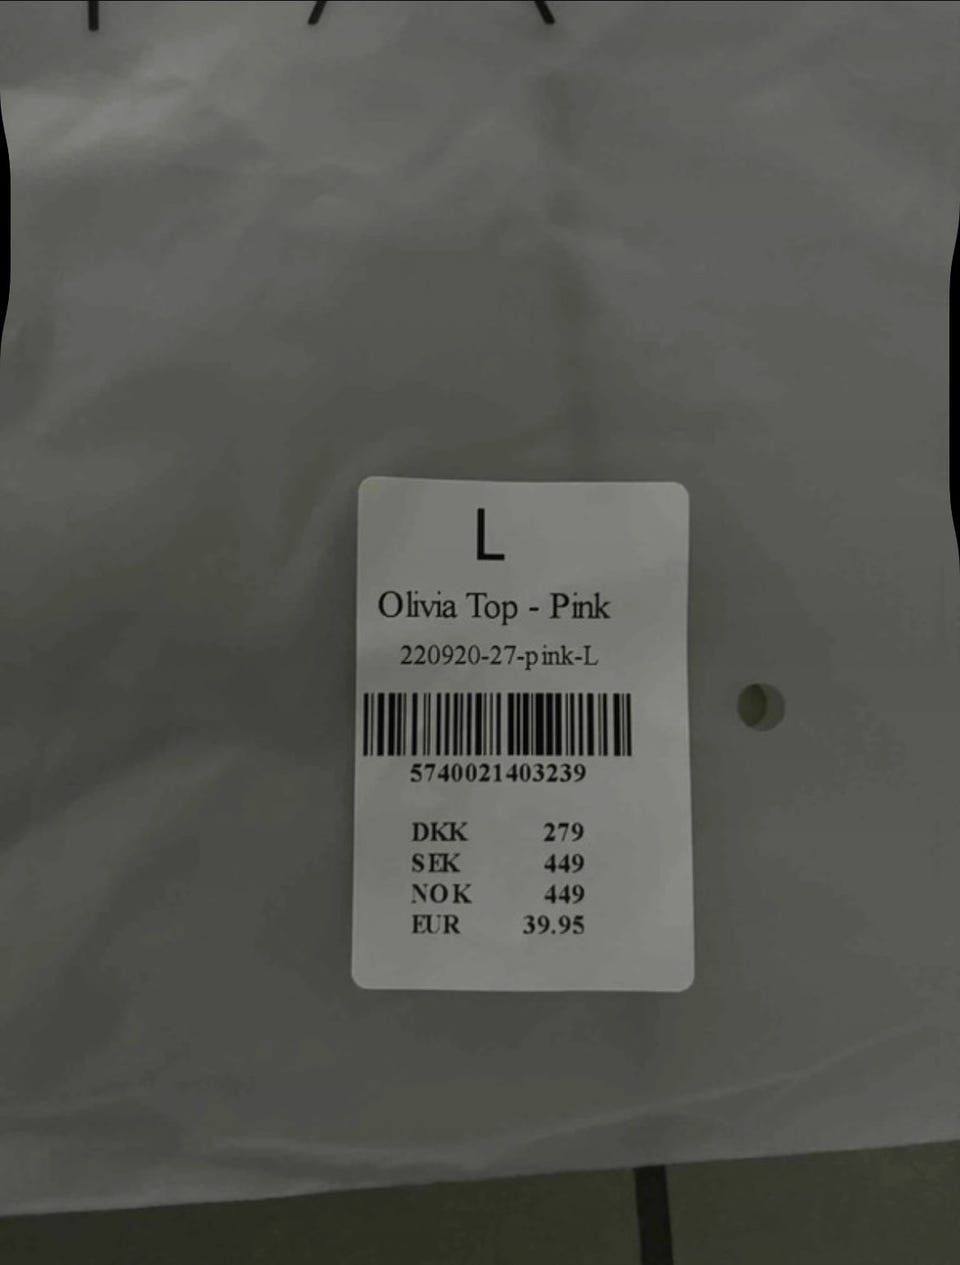 L
Olivia Top - Pink
220920-27-pink-L
5740021403239
DKK 279
SEK 449
NOK 449
EUR 39.95